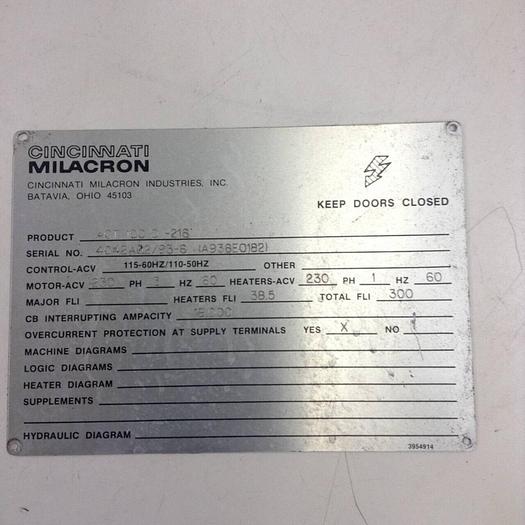 CINCINNATI
MILACRON
CINCINNATI MILACRON INDUSTRIES, INC.
BATAVIA, OHIO 45103
KEEP DOORS CLOSED
PRODUCT
SERIAL NO. (A936E0182)
CONTROL-ACV 115-60HZ/110-50HZ OTHER
MOTOR-ACV 230 PH 3 HZ 60 HEATERS-ACV 230 PH 1 HZ 60
MAJOR FLI HEATERS FLI 38.5 TOTAL FLI 300
CB INTERRUPTING AMPACITY 18,000
OVERCURRENT PROTECTION AT SUPPLY TERMINALS YES X NO
MACHINE DIAGRAMS
LOGIC DIAGRAMS
HEATER DIAGRAM
SUPPLEMENTS
HYDRAULIC DIAGRAM
3954914